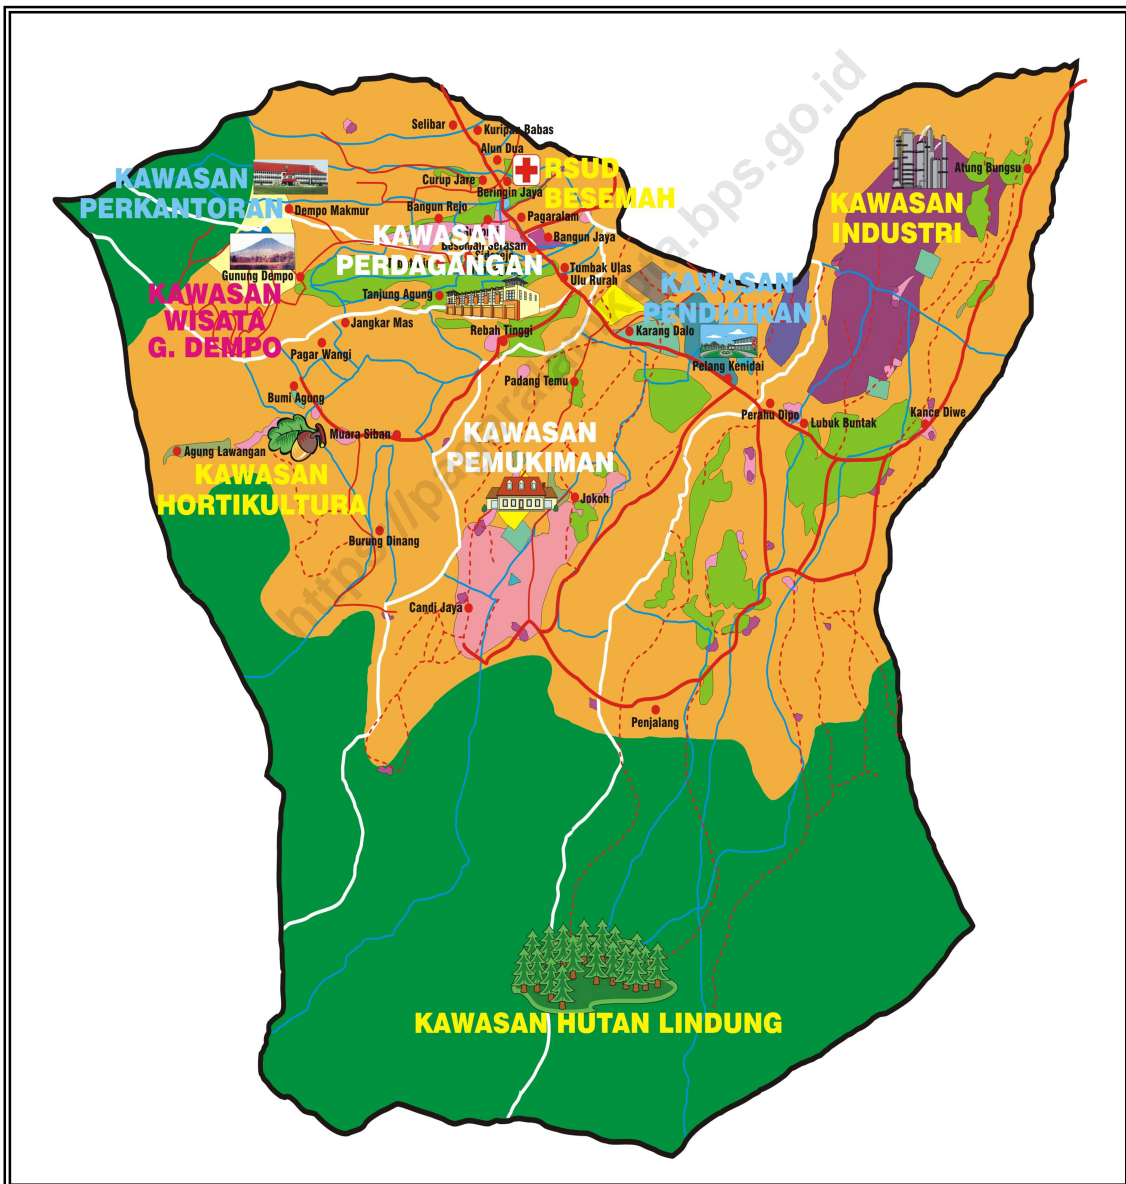 Selibar
Kuripan Babas
Alun Dua
RSUD
BESEMAH
Curup Jare
Beringin Jaya
Atung Bungsu
KAWASAN
PERKANTORAN
Dempo Makmur
Bangun Rejo
Pagaralam
KAWASAN
INDUSTRI
KAWASAN
PERDAGANGAN
Besemah Serasan
Bangun Jaya
Gunung Dempo
Tumbak Ulas
Ulu Rurah
KAWASAN
PENDIDIKAN
KAWASAN
WISATA
G. DEMPO
Tanjung Agung
Jangkar Mas
Rebah Tinggi
Karang Dalo
Pagar Wangi
Pelang Kenidai
Padang Temu
Bumi Agung
Perahu Dipo
Lubuk Buntak
Kance Diwe
Muara Siban
KAWASAN
PEMUKIMAN
Agung Lawangan
KAWASAN
HORTIKULTURA
Jokoh
Burung Dinang
Candi Jaya
Penjalang
KAWASAN HUTAN LINDUNG